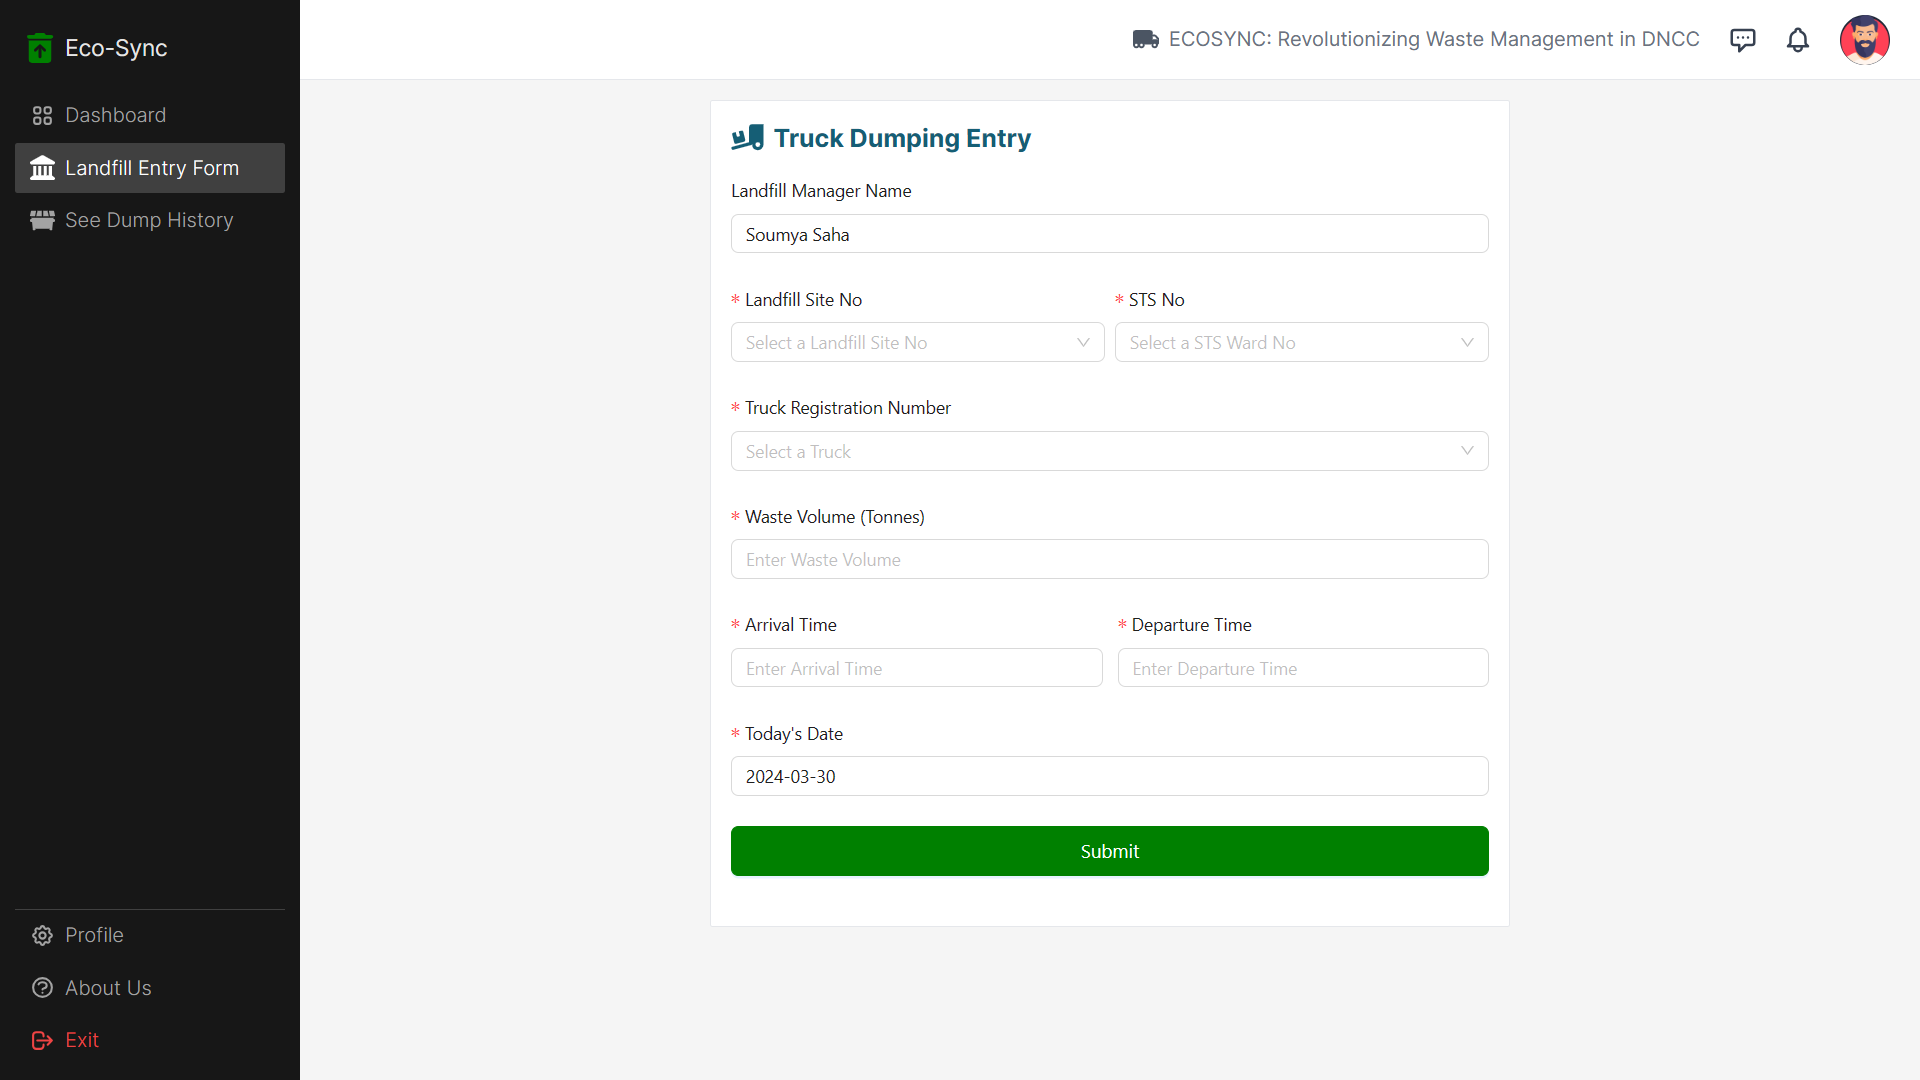 Eco-Sync
Dashboard
Landfill Entry Form
See Dump History
Profile
About Us
Exit
ECOSYNC: Revolutionizing Waste Management in DNCC
Truck Dumping Entry
Landfill Manager Name
Soumya Saha
* Landfill Site No
* STS No
Select a Landfill Site No
Select a STS Ward No
* Truck Registration Number
Select a Truck
* Waste Volume (Tonnes)
Enter Waste Volume
* Arrival Time
* Departure Time
Enter Arrival Time
Enter Departure Time
* Today's Date
2024-03-30
Submit